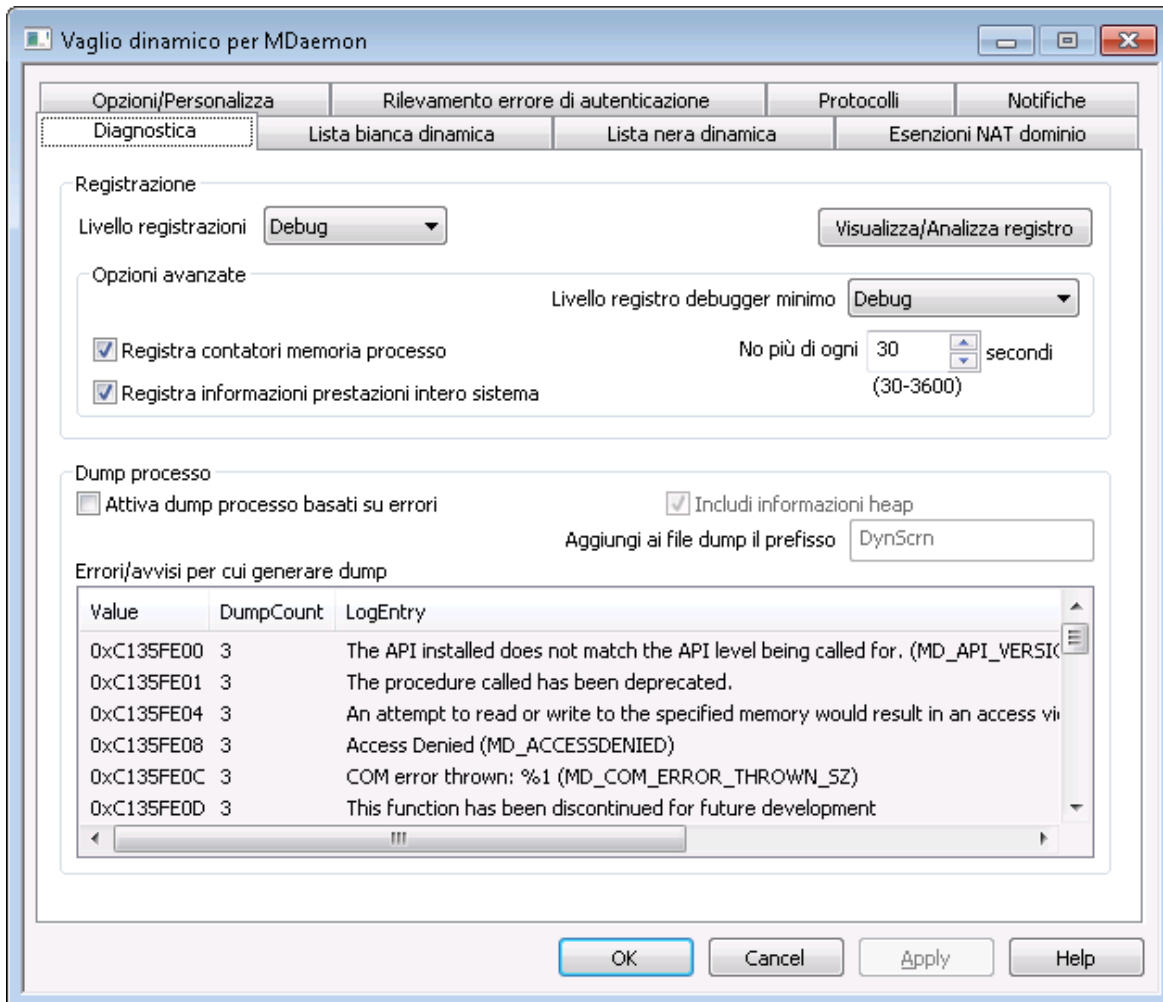 Vaglio dinamico per MDaemon
Opzioni/Personalizza Rilevamento errore di autenticazione Protocolli Notifiche
Diagnostica Lista bianca dinamica Lista nera dinamica Esenzioni NAT dominio
Registrazione
Livello registrazioni Debug Visualizza/Analizza registro
Opzioni avanzate
Livello registro debugger minimo Debug
Registra contatori memoria processo No più di ogni 30 secondi
Registra informazioni prestazioni intero sistema (30-3600)
Dump processo
Attiva dump processo basati su errori Includi informazioni heap
Aggiungi ai file dump il prefisso DynScrn
Errori/avvisi per cui generare dump
Value DumpCount LogEntry
0xC135FE00 3 The API installed does not match the API level being called for. (MD_API_VERSI
0xC135FE01 3 The procedure called has been deprecated.
0xC135FE04 3 An attempt to read or write to the specified memory would result in an access vi
0xC135FE08 3 Access Denied (MD_ACCESSDENIED)
0xC135FE0C 3 COM error thrown: %1 (MD_COM_ERROR_THROWN_SZ)
0xC135FE0D 3 This function has been discontinued for future development
OK Cancel Apply Help